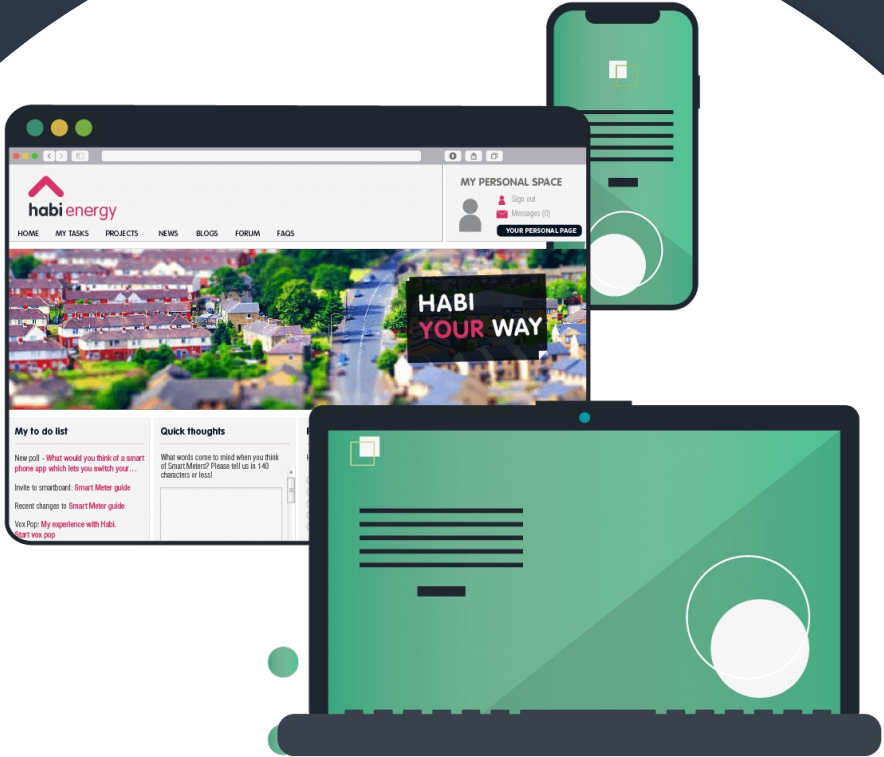 MY PERSONAL SPACE
Sign out
Messages (0)
YOUR PERSONAL PAGE
habi energy
HOME MY TASKS PROJECTS NEWS BLOGS FORUM FAQS
HABI
YOUR WAY
My to do list
New poll - What would you think of a smart
phone app which lets you switch your...
Invite to smartboard: Smart Meter guide
Recent changes to Smart Meter guide
Vox Pop: My experience with Habi.
Start vox pop
Quick thoughts
What words come to mind when you think
of Smart Meters? Please tell us in 140
characters or less!